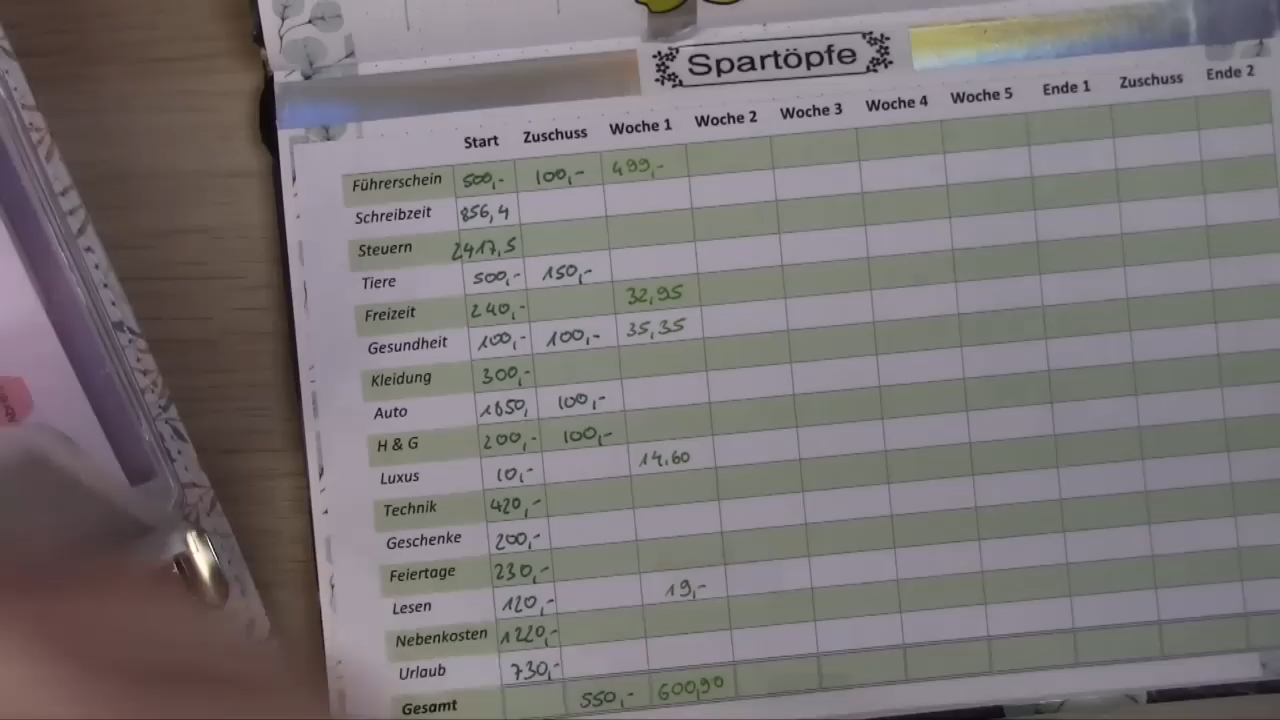 Spartöpfe
Start Zuschuss Woche 1 Woche 2 Woche 3 Woche 4 Woche 5 Ende 1 Zuschuss Ende 2
Führerschein 500,- 100,- 499,-
Schreibzeit 856,4
Steuern 2417,5
Tiere 500,- 150,-
Freizeit 240,- 32,95
Gesundheit 100,- 100,- 35,35
Kleidung 300,-
Auto 1650, 100,-
H & G 200,- 100,-
Luxus 10,- 14,60
Technik 420,-
Geschenke 200,-
Feiertage 230,-
Lesen 120,- 19,-
Nebenkosten 1220,-
Urlaub 730,-
Gesamt 550,- 600,90